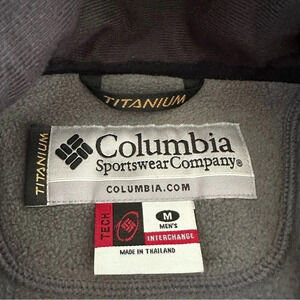 TITANIUM
TITANIUM
Columbia
Sportswear Company®
COLUMBIA.COM
TECH
M
MEN'S
INTERCHANGE
MADE IN THAILAND